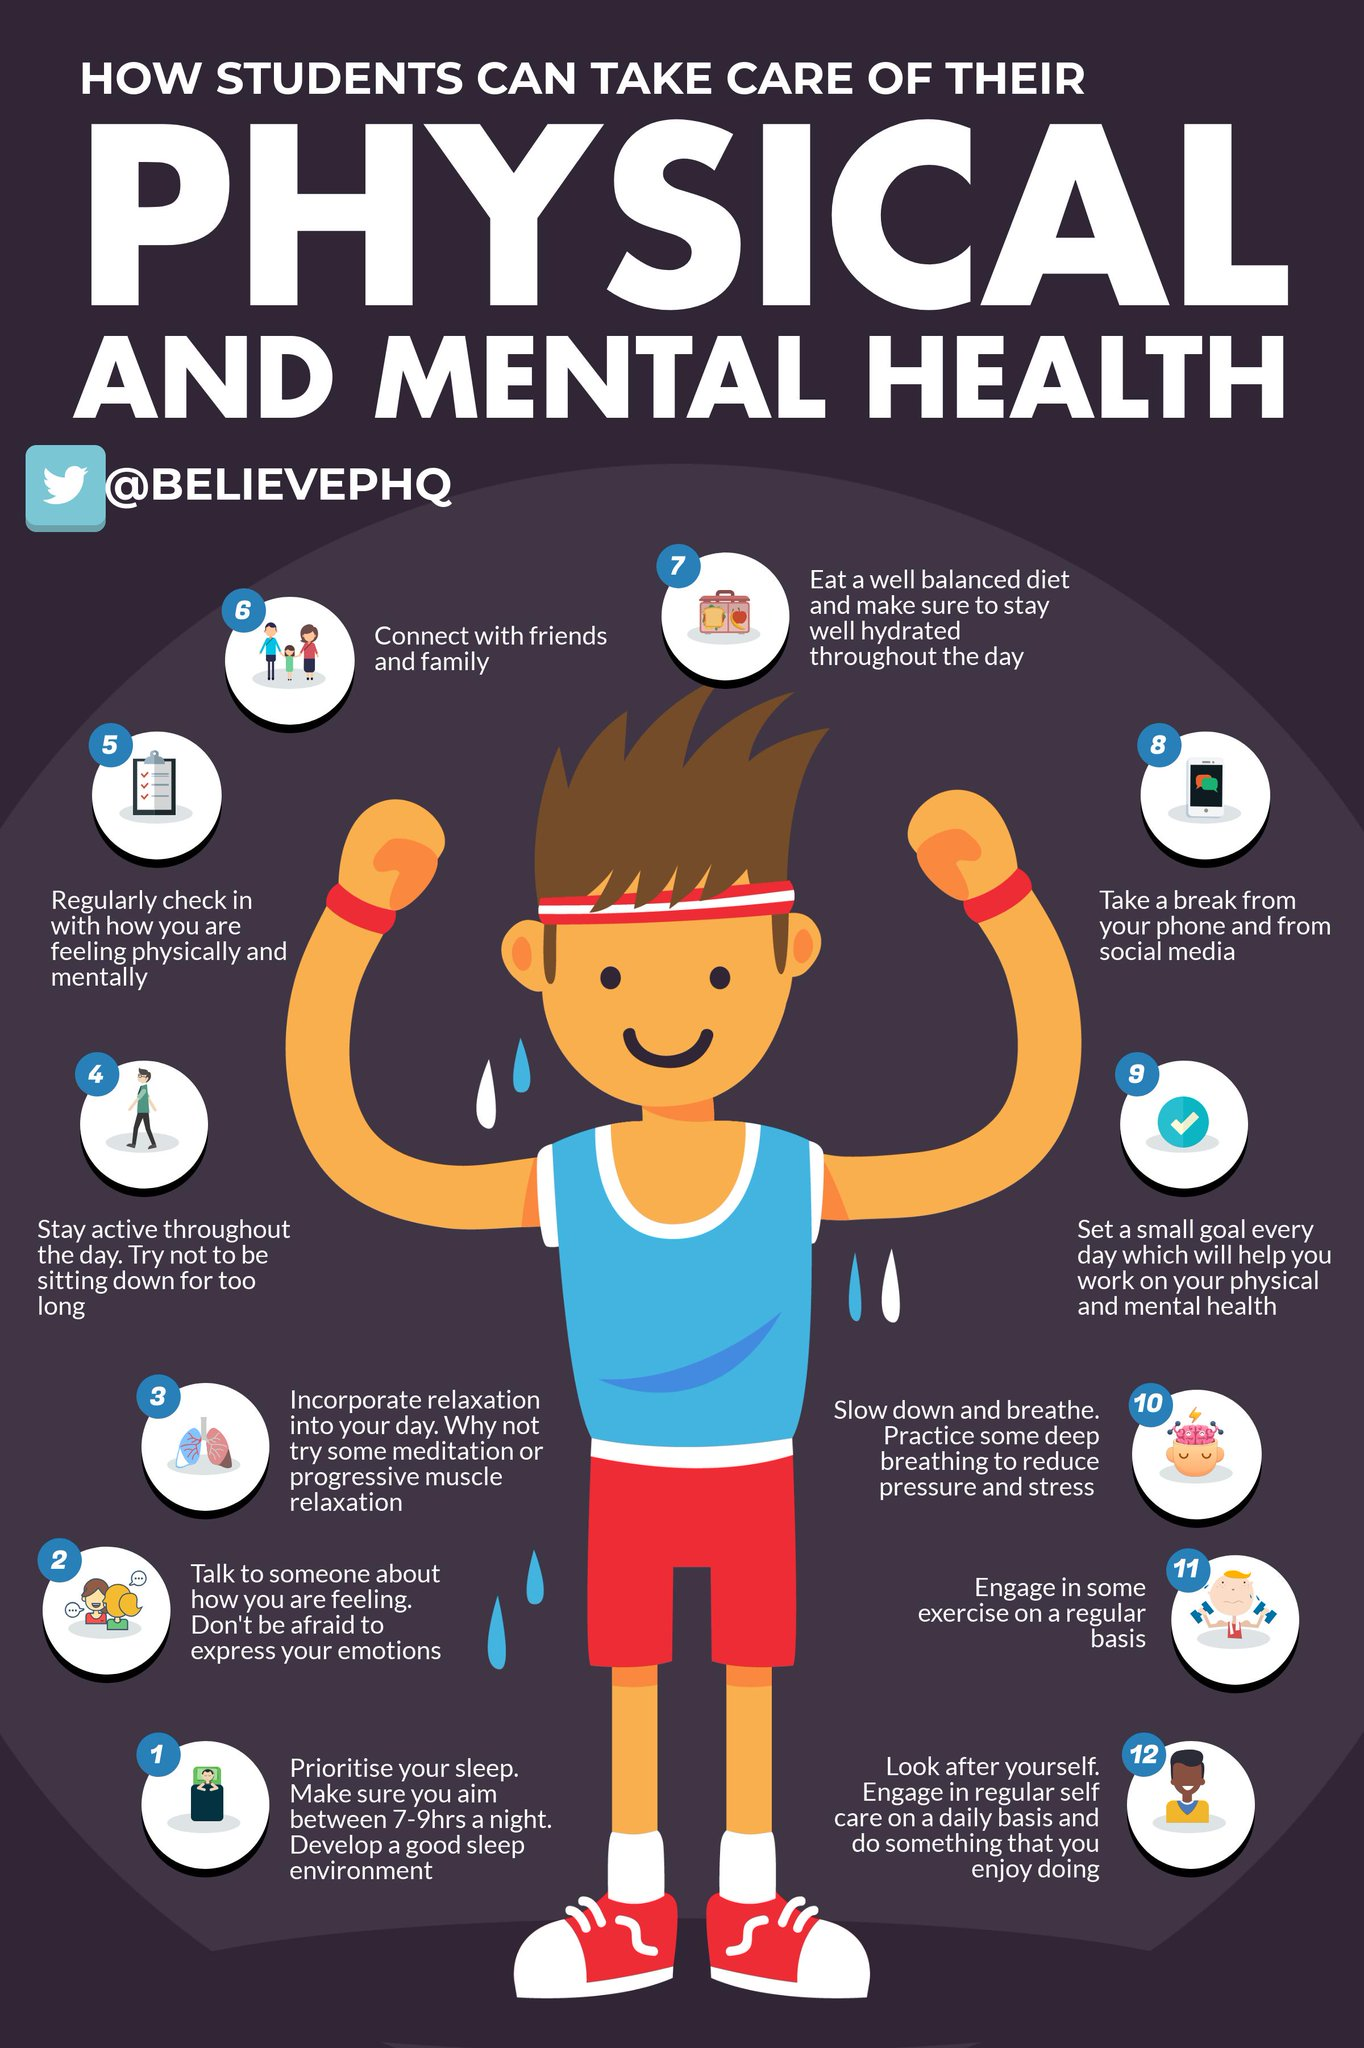 HOW STUDENTS CAN TAKE CARE OF THEIR
PHYSICAL
AND MENTAL HEALTH
@BELIEVEPHQ
6
Connect with friends
and family
7
Eat a well balanced diet
and make sure to stay
well hydrated
throughout the day
5
Regularly check in
with how you are
feeling physically and
mentally
8
Take a break from
your phone and from
social media
4
Stay active throughout
the day. Try not to be
sitting down for too
long
9
Set a small goal every
day which will help you
work on your physical
and mental health
3
Incorporate relaxation
into your day. Why not
try some meditation or
progressive muscle
relaxation
10
Slow down and breathe.
Practice some deep
breathing to reduce
pressure and stress
2
Talk to someone about
how you are feeling.
Don't be afraid to
express your emotions
11
Engage in some
exercise on a regular
basis
1
Prioritise your sleep.
Make sure you aim
between 7-9hrs a night.
Develop a good sleep
environment
12
Look after yourself.
Engage in regular self
care on a daily basis and
do something that you
enjoy doing